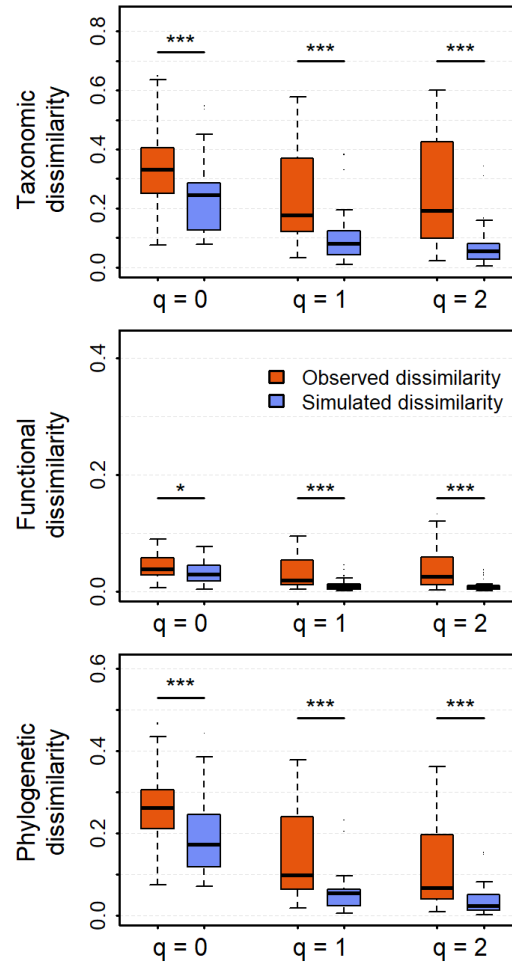 Taxonomic
dissimilarity
0.8
0.6
0.4
0.2
0.0
***
***
***
q = 0
q = 1
q = 2
Functional
dissimilarity
0.4
0.2
0.0
Observed dissimilarity
Simulated dissimilarity
*
***
***
q = 0
q = 1
q = 2
Phylogenetic
dissimilarity
0.6
0.4
0.2
0.0
***
***
***
q = 0
q = 1
q = 2